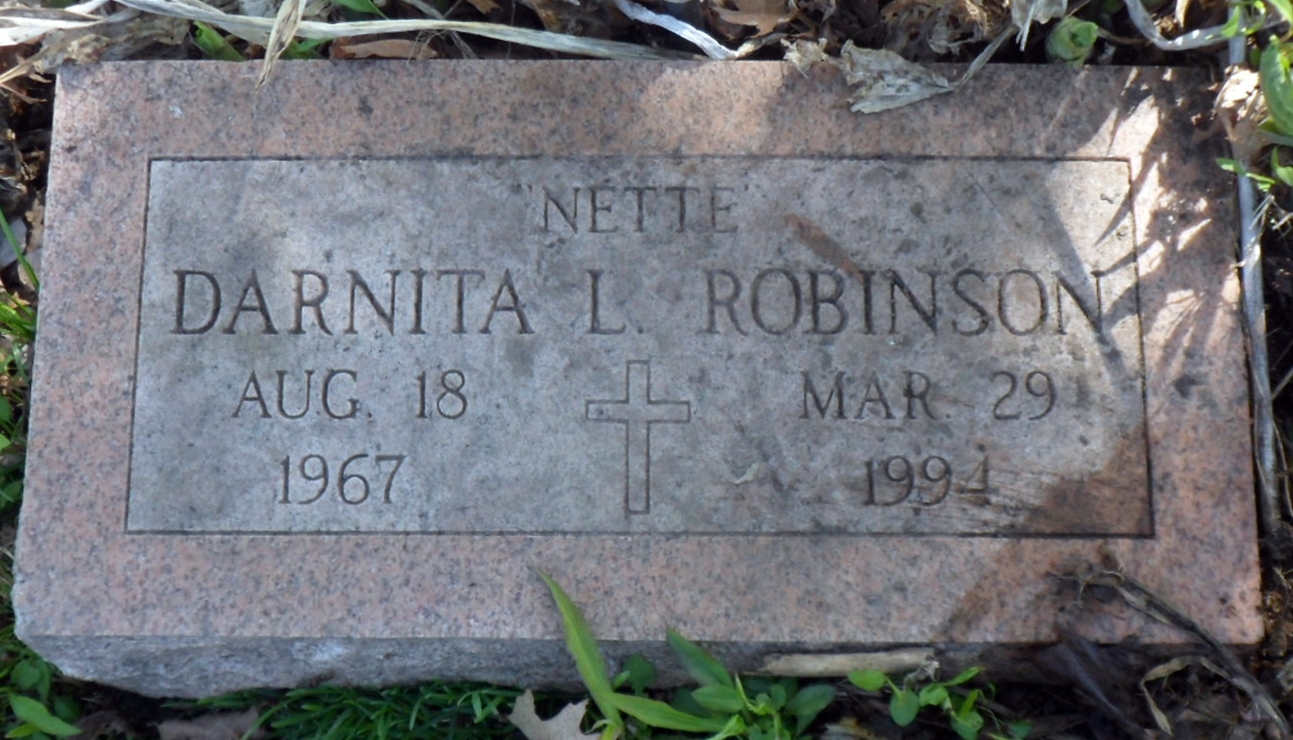 "NETTE"
DARNITA L. ROBINSON
AUG. 18 MAR. 29
1967 1994